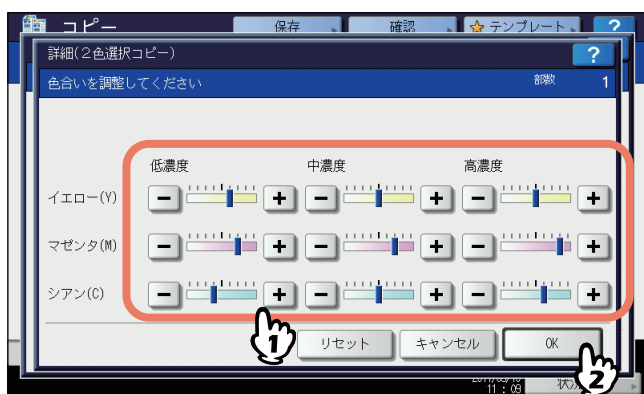 コピー 保存 確認 テンプレート ?
詳細(2色選択コピー) ?
色合いを調整してください 部数 1
低濃度 中濃度 高濃度
イエロー(Y) － + － + － +
マゼンタ(M) － + － + － +
シアン(C) － + － + － +
1
リセット キャンセル OK
2
11:09